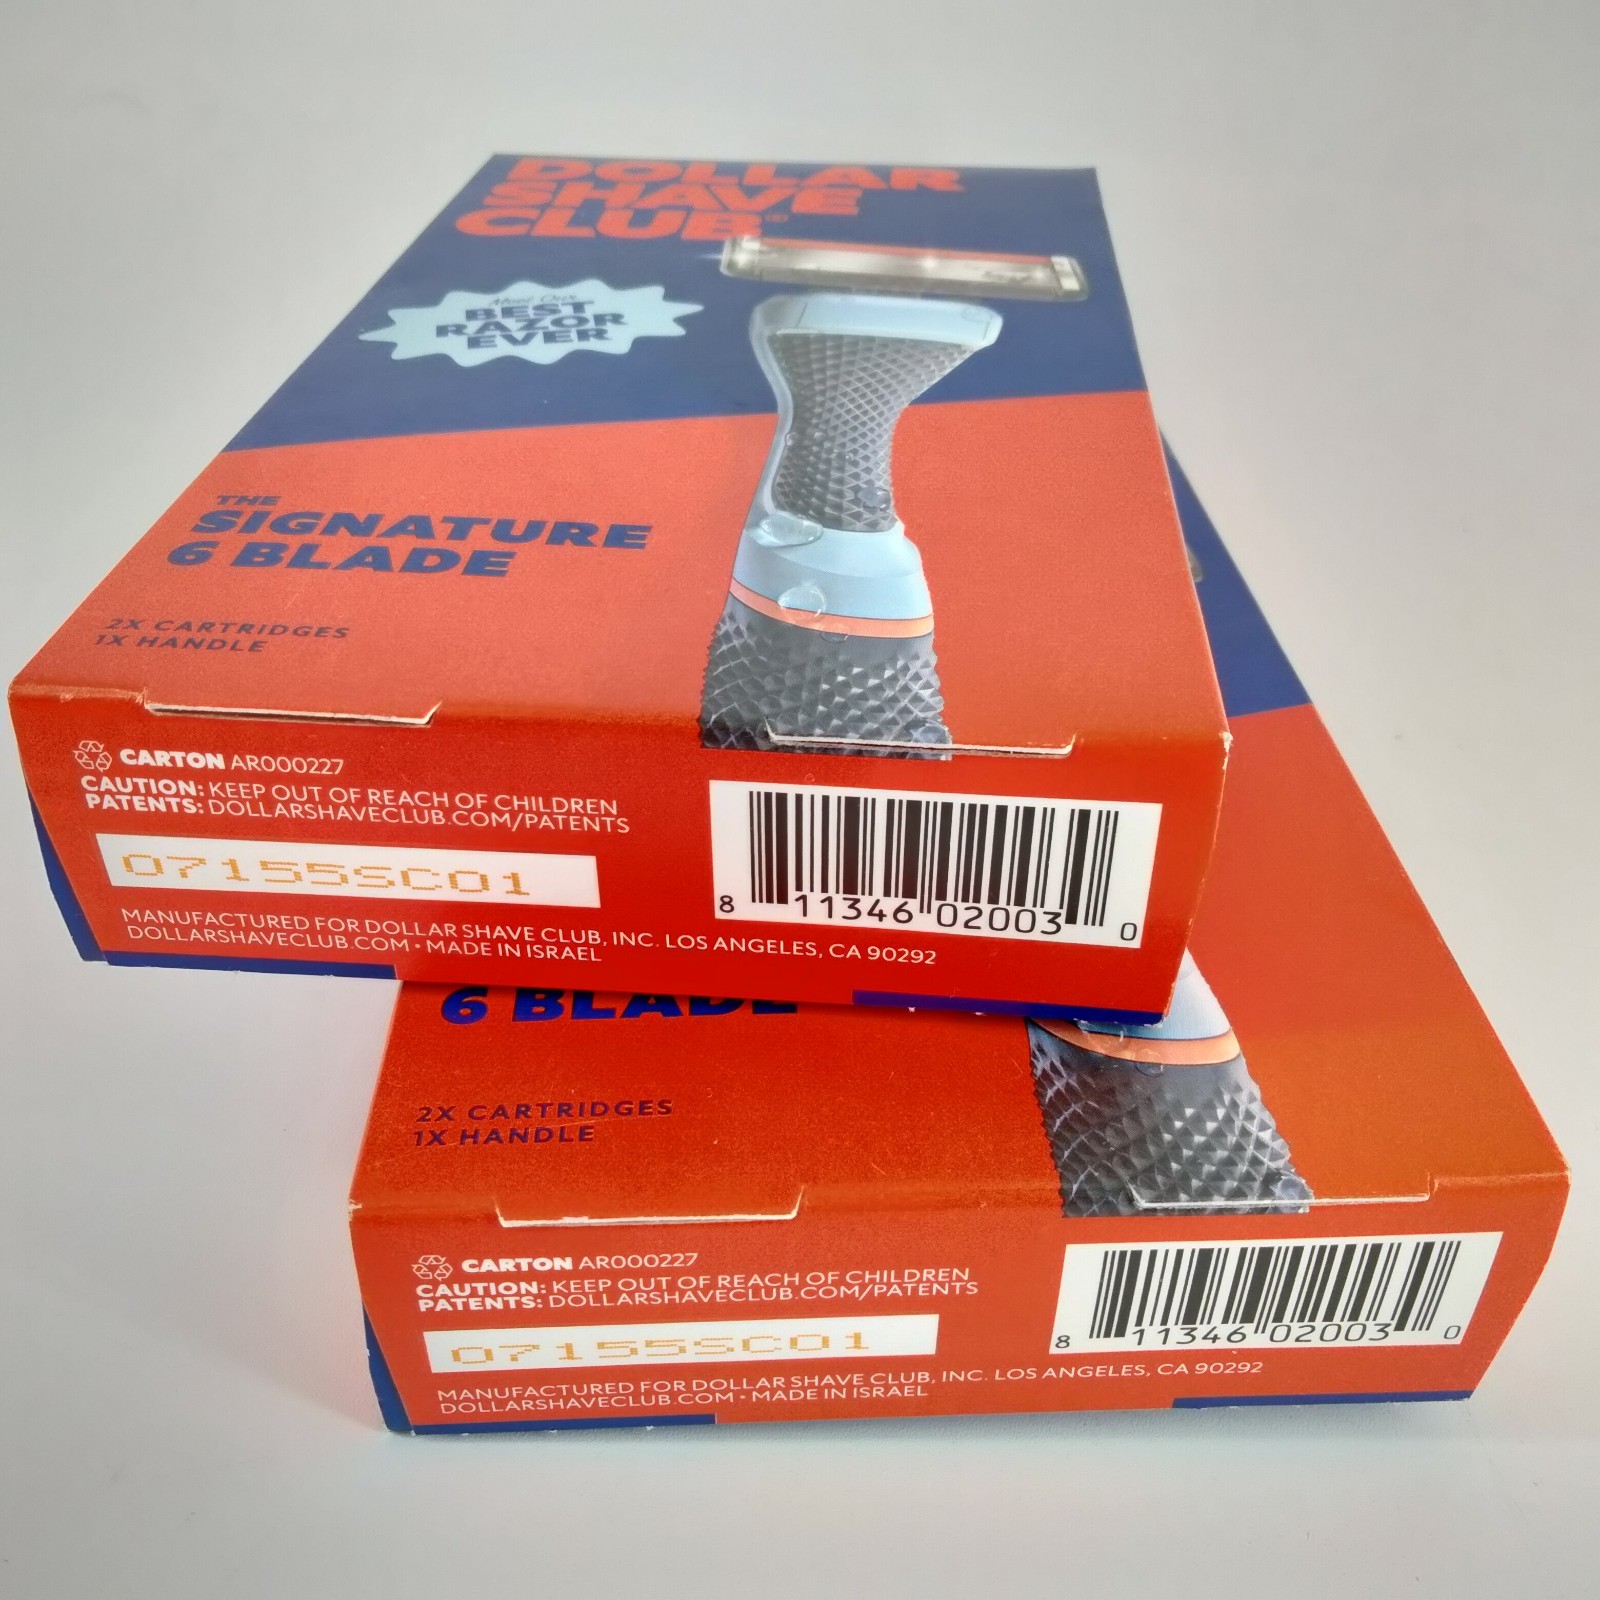 DOLLAR
SHAVE
CLUB®
Meet Our
BEST
RAZOR
EVER
THE
SIGNATURE
6 BLADE
2X CARTRIDGES
1X HANDLE
CARTON AR000227
CAUTION: KEEP OUT OF REACH OF CHILDREN
PATENTS: DOLLARSHAVECLUB.COM/PATENTS
07155SC01
MANUFACTURED FOR DOLLAR SHAVE CLUB, INC. LOS ANGELES, CA 90292
DOLLARSHAVECLUB.COM • MADE IN ISRAEL
8 11346 02003 0
6 BLADE
2X CARTRIDGES
1X HANDLE
CARTON AR000227
CAUTION: KEEP OUT OF REACH OF CHILDREN
PATENTS: DOLLARSHAVECLUB.COM/PATENTS
07155SC01
MANUFACTURED FOR DOLLAR SHAVE CLUB, INC. LOS ANGELES, CA 90292
DOLLARSHAVECLUB.COM • MADE IN ISRAEL
8 11346 02003 0